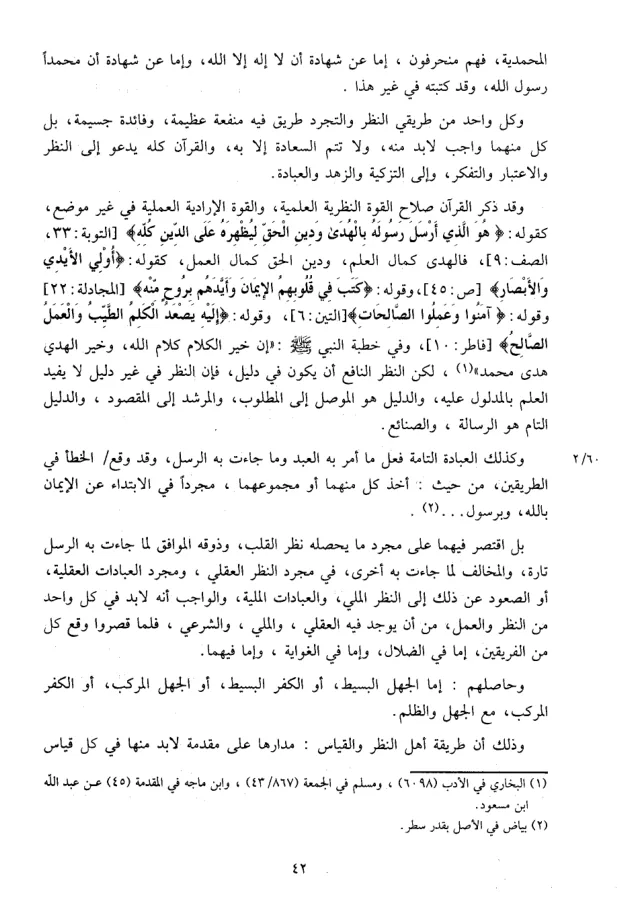 المحمدية، فهم منحرفون ، إما عن شهادة أن لا إله إلا الله، وإما عن شهادة أن محمداً
رسول الله، وقد كتبته في غير هذا .
وكل واحد من طريقي النظر والتجرد طريق فيه منفعة عظيمة، وفائدة جسيمة، بل
كل منهما واجب لابد منه، ولا تتم السعادة إلا به، والقرآن كله يدعو إلى النظر
والاعتبار والتفكر، وإلى التزكية والزهد والعبادة.
وقد ذكر القرآن صلاح القوة النظرية العلمية، والقوة الإرادية العملية في غير موضع،
كقوله: ﴿ هُوَ الَّذِي أَرْسَلَ رَسُولَهُ بِالْهُدَىٰ وَدِينِ الْحَقِّ لِيُظْهِرَهُ عَلَى الدِّينِ كُلِّهِ﴾ [التوبة:٣٣،
الصف:٩]، فالهدى كمال العلم، ودين الحق كمال العمل، كقوله: ﴿أُوْلِي الأَيْدِي
وَالأَبْصَارِ﴾ [ص:٤٥]، وقوله: ﴿كَتَبَ فِي قُلُوبِهِمُ الإِيمَانَ وَأَيَّدَهُم بِرُوحٍ مِّنْهُ﴾ [المجادلة:٢٢]
وقوله: ﴿ آمَنُوا وَعَمِلُوا الصَّالِحَاتِ﴾[التين:٦]، وقوله: ﴿إِلَيْهِ يَصْعَدُ الْكَلِمُ الطَّيِّبُ وَالْعَمَلُ
الصَّالِحُ﴾ [فاطر:١٠]، وفي خطبة النبي ﷺ :«إن خير الكلام كلام الله، وخير الهدي
هدى محمد»(١) ، لكن النظر النافع أن يكون في دليل، فإن النظر في غير دليل لا يفيد
العلم بالمدلول عليه، والدليل هو الموصل إلى المطلوب، والمرشد إلى المقصود ، والدليل
التام هو الرسالة ، والصنائع.
وكذلك العبادة التامة فعل ما أمر به العبد وما جاءت به الرسل، وقد وقع/ الخطأ في ٢/٦٠
الطريقين، من حيث : أخذ كل منهما أو مجموعهما ، مجرداً في الابتداء عن الإيمان
بالله، وبرسول...(٢) .
بل اقتصر فيهما على مجرد ما يحصله نظر القلب، وذوقه الموافق لما جاءت به الرسل
تارة، والمخالف لما جاءت به أخرى، في مجرد النظر العقلي ، ومجرد العبادات العقلية،
أو الصعود عن ذلك إلى النظر الملي، والعبادات الملية، والواجب أنه لابد في كل واحد
من النظر والعمل، من أن يوجد فيه العقلي ، والملي ، والشرعي ، فلما قصروا وقع كل
من الفريقين، إما في الضلال، وإما في الغواية ، وإما فيهما.
وحاصلهم : إما الجهل البسيط، أو الكفر البسيط، أو الجهل المركب، أو الكفر
المركب، مع الجهل والظلم.
وذلك أن طريقة أهل النظر والقياس : مدارها على مقدمة لابد منها في كل قياس
(١) البخاري في الأدب (٦٠٩٨) ، ومسلم في الجمعة (٤٣/٨٦٧) ، وابن ماجه في المقدمة (٤٥) عن عبد الله
ابن مسعود.
(٢) بياض في الأصل بقدر سطر.
٤٢